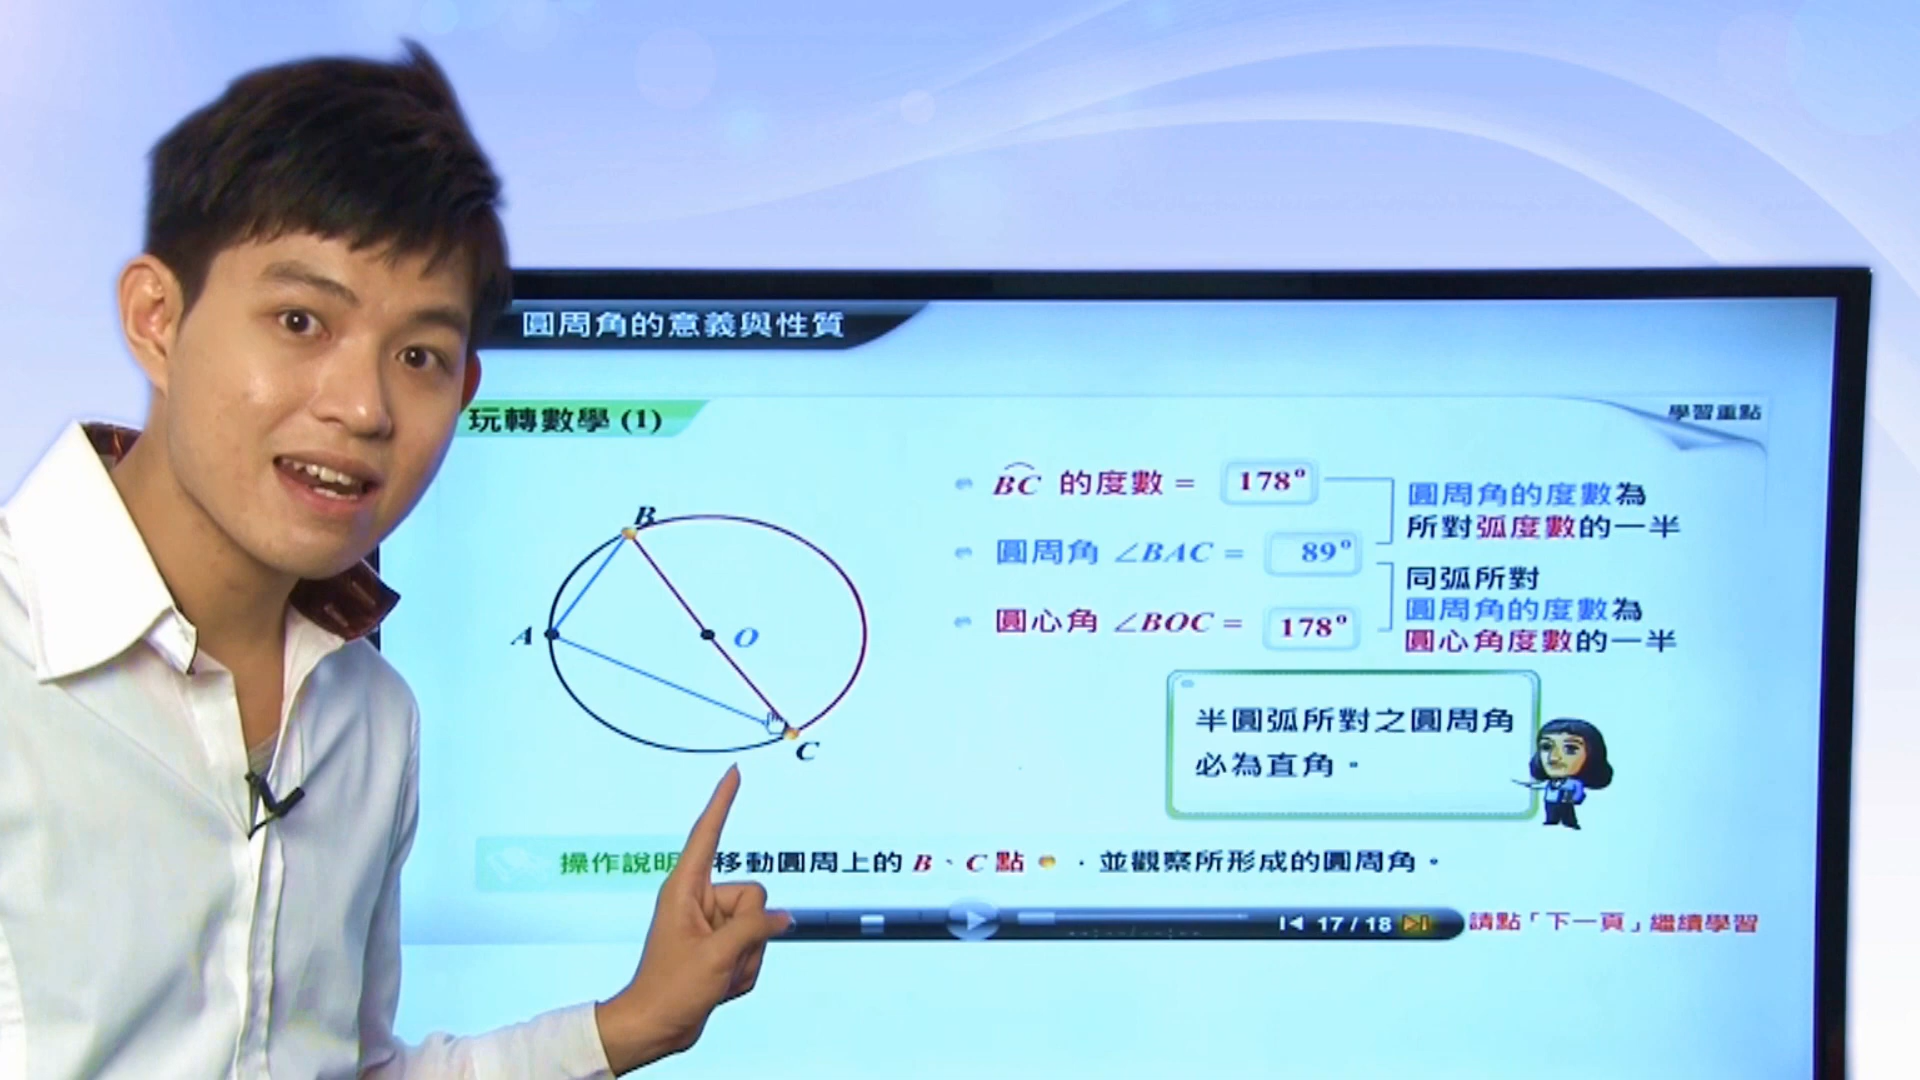 圓周角的意義與性質
玩轉數學 (1)
學習重點
BC 的度數 = 178°
圓周角的度數為
所對弧度數的一半
圓周角 ∠BAC = 89°
同弧所對
圓周角的度數為
圓心角度數的一半
圓心角 ∠BOC = 178°
B
A
O
C
半圓弧所對之圓周角
必為直角。
操作說明 移動圓周上的 B、C 點 ，並觀察所形成的圓周角。
17 / 18
請點「下一頁」繼續學習